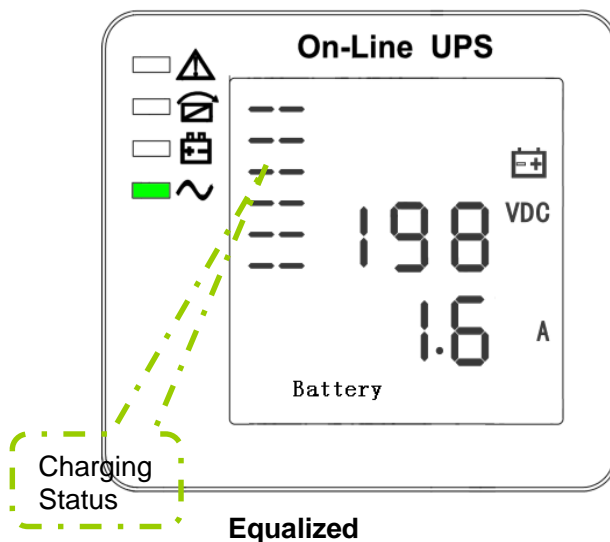 On-Line UPS
198 VDC
1.6 A
Battery
Charging
Status
Equalized